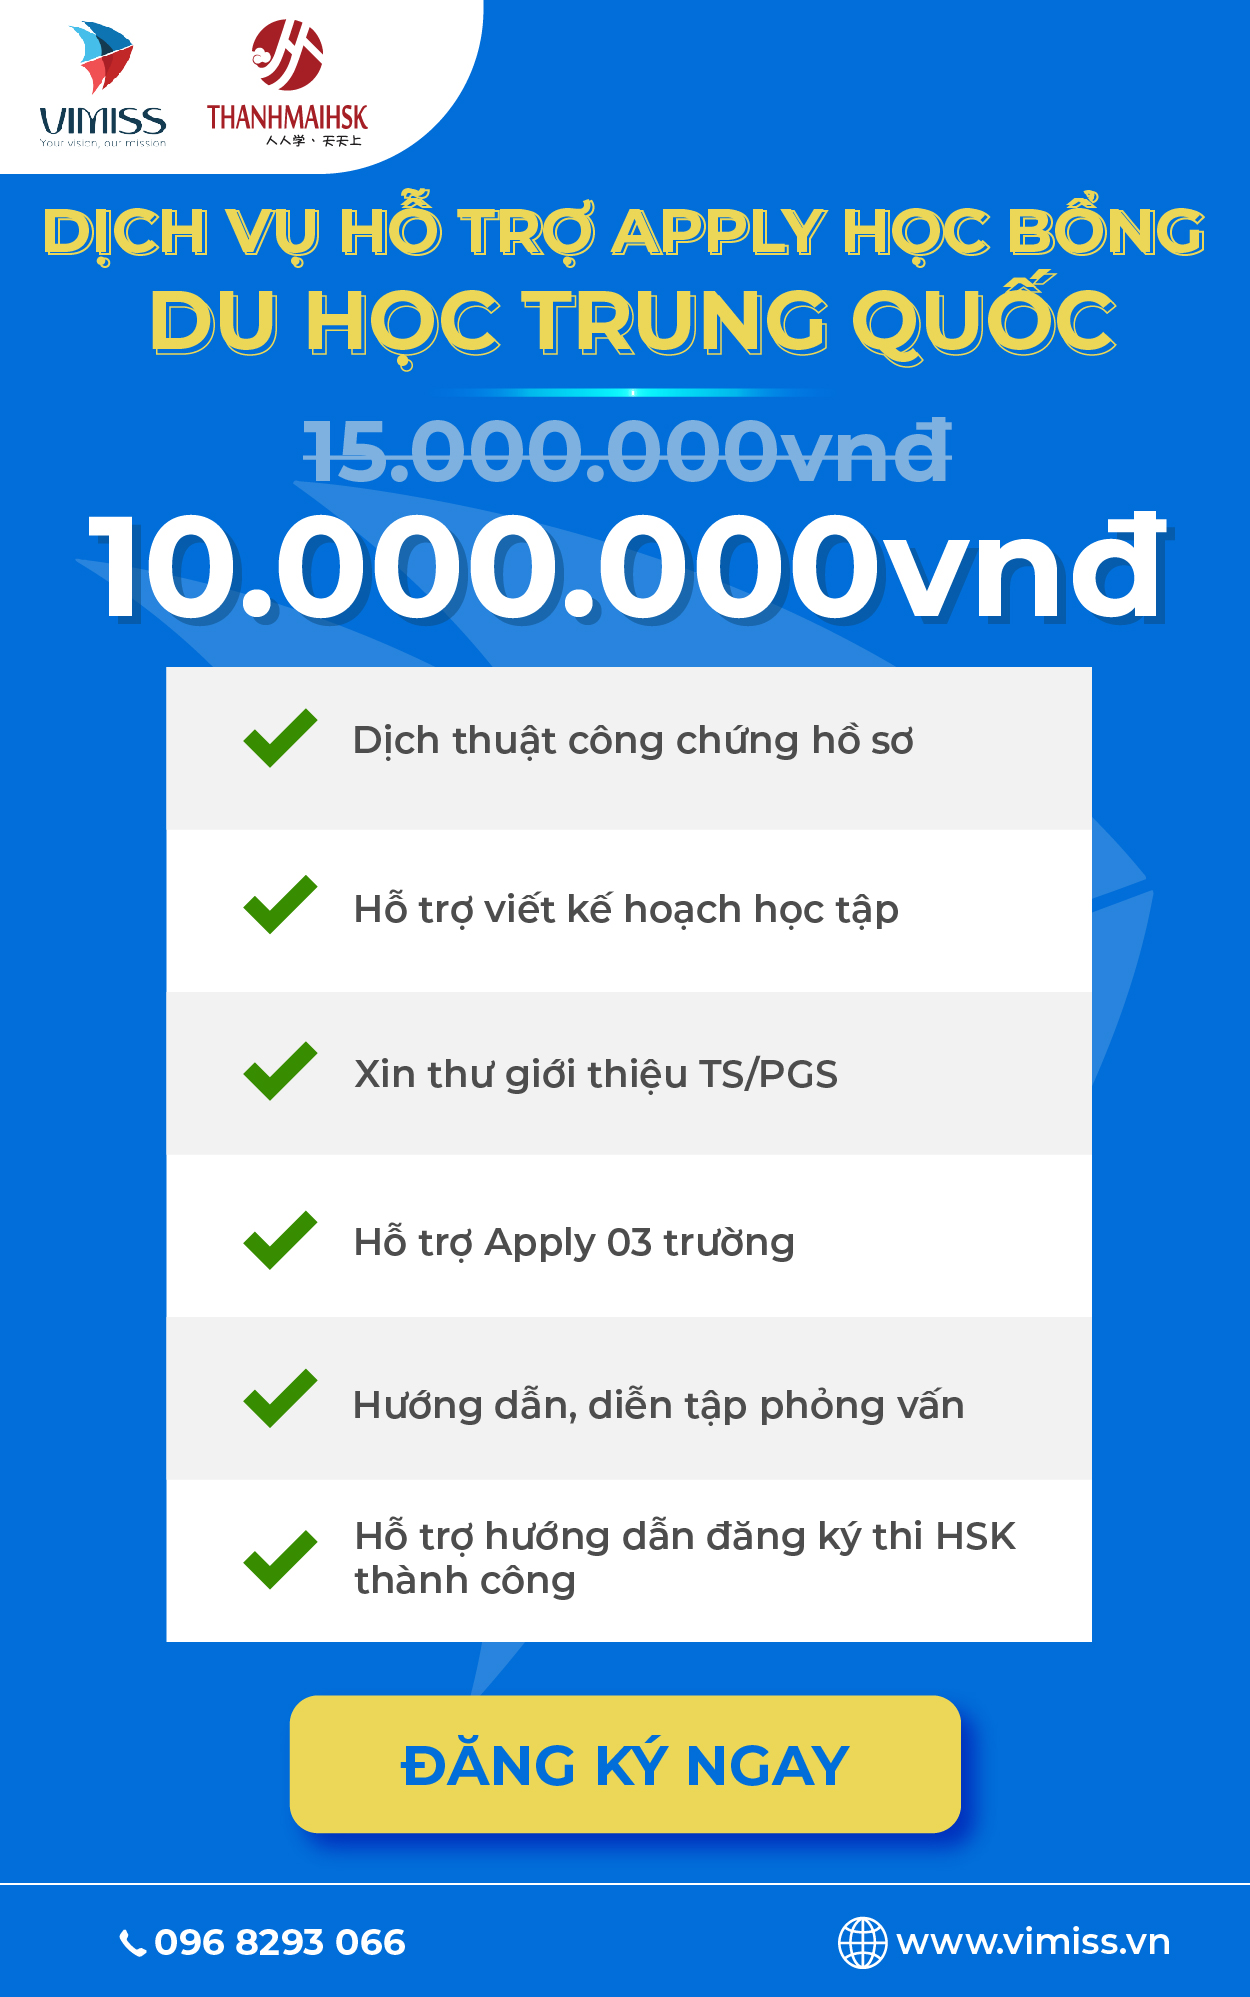 VIMISS
Your vision, our mission
THANHMAIHSK
人人学·天天上
DỊCH VỤ HỖ TRỢ APPLY HỌC BỔNG
DU HỌC TRUNG QUỐC
15.000.000vnđ
10.000.000vnđ
Dịch thuật công chứng hồ sơ
Hỗ trợ viết kế hoạch học tập
Xin thư giới thiệu TS/PGS
Hỗ trợ Apply 03 trường
Hướng dẫn, diễn tập phỏng vấn
Hỗ trợ hướng dẫn đăng ký thi HSK
thành công
ĐĂNG KÝ NGAY
096 8293 066
www.vimiss.vn